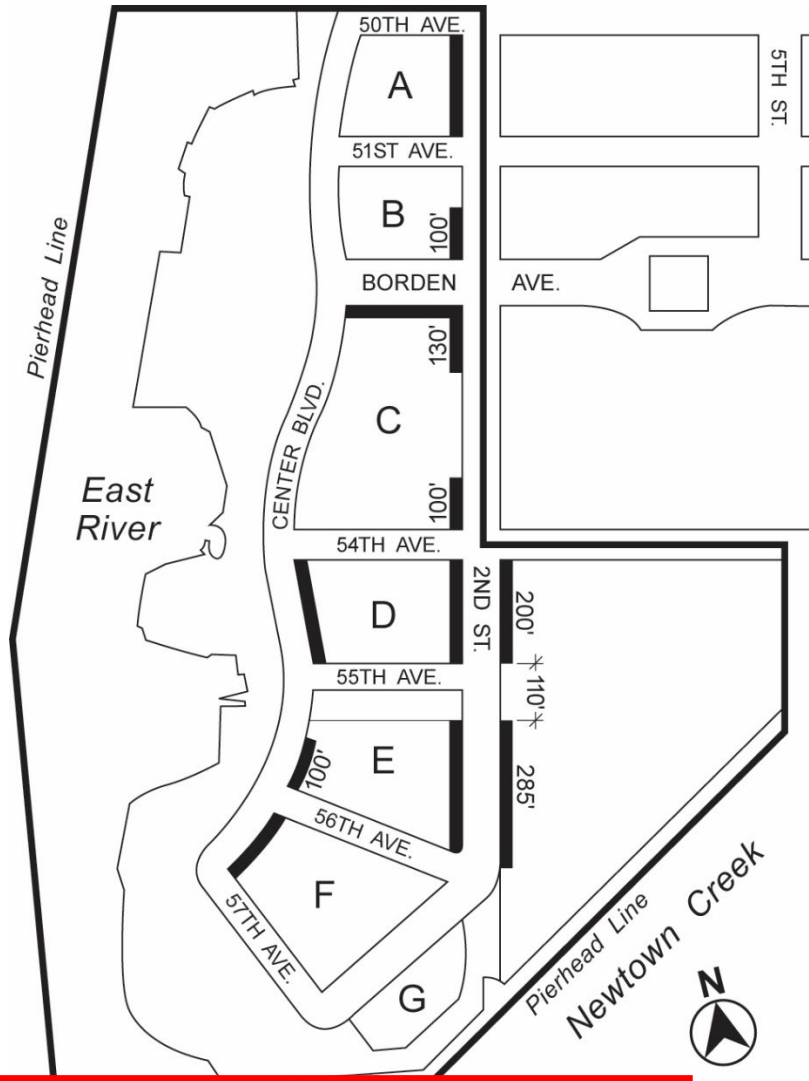 50TH AVE.
A
5TH ST.
51ST AVE.
B
100'
Pierhead Line
BORDEN AVE.
130'
CENTER BLVD.
C
East
River
100'
54TH AVE.
2ND ST.
D
200'
55TH AVE.
110'
E
100'
285'
56TH AVE.
F
57TH AVE.
G
Pierhead Line
Newtown Creek
N